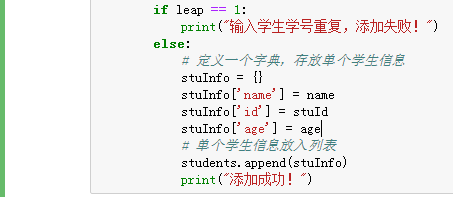 if leap == 1:
print("输入学生学号重复，添加失败！")
else:
# 定义一个字典，存放单个学生信息
stuInfo = {}
stuInfo['name'] = name
stuInfo['id'] = stuId
stuInfo['age'] = age
# 单个学生信息放入列表
students.append(stuInfo)
print("添加成功！")